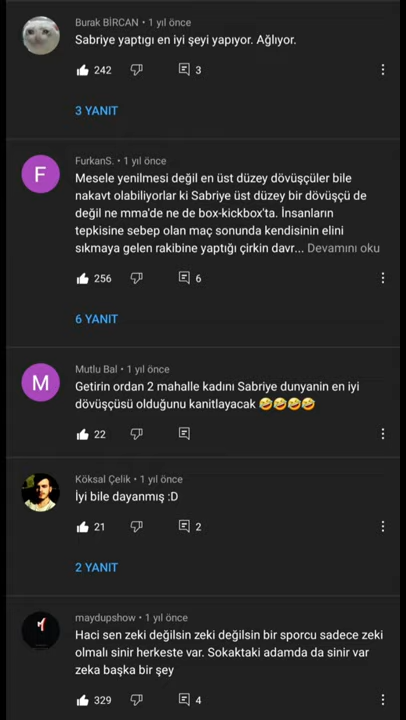 Burak BİRCAN • 1 yıl önce
Sabriye yaptıgı en iyi şeyi yapıyor. Ağlıyor.
242 3
3 YANIT
F
FurkanS. • 1 yıl önce
Mesele yenilmesi değil en üst düzey dövüşçüler bile
nakavt olabiliyorlar ki Sabriye üst düzey bir dövüşçü de
değil ne mma'de ne de box-kickbox'ta. İnsanların
tepkisine sebep olan maç sonunda kendisinin elini
sıkmaya gelen rakibine yaptığı çirkin davr... Devamını oku
256 6
6 YANIT
M
Mutlu Bal • 1 yıl önce
Getirin ordan 2 mahalle kadını Sabriye dunyanin en iyi
dövüşçüsü olduğunu kanitlayacak 🤣🤣🤣🤣
22
Köksal Çelik • 1 yıl önce
İyi bile dayanmış :D
21 2
2 YANIT
maydupshow • 1 yıl önce
Haci sen zeki değilsin zeki değilsin bir sporcu sadece zeki
olmalı sinir herkeste var. Sokaktaki adamda da sinir var
zeka başka bir şey
329 4